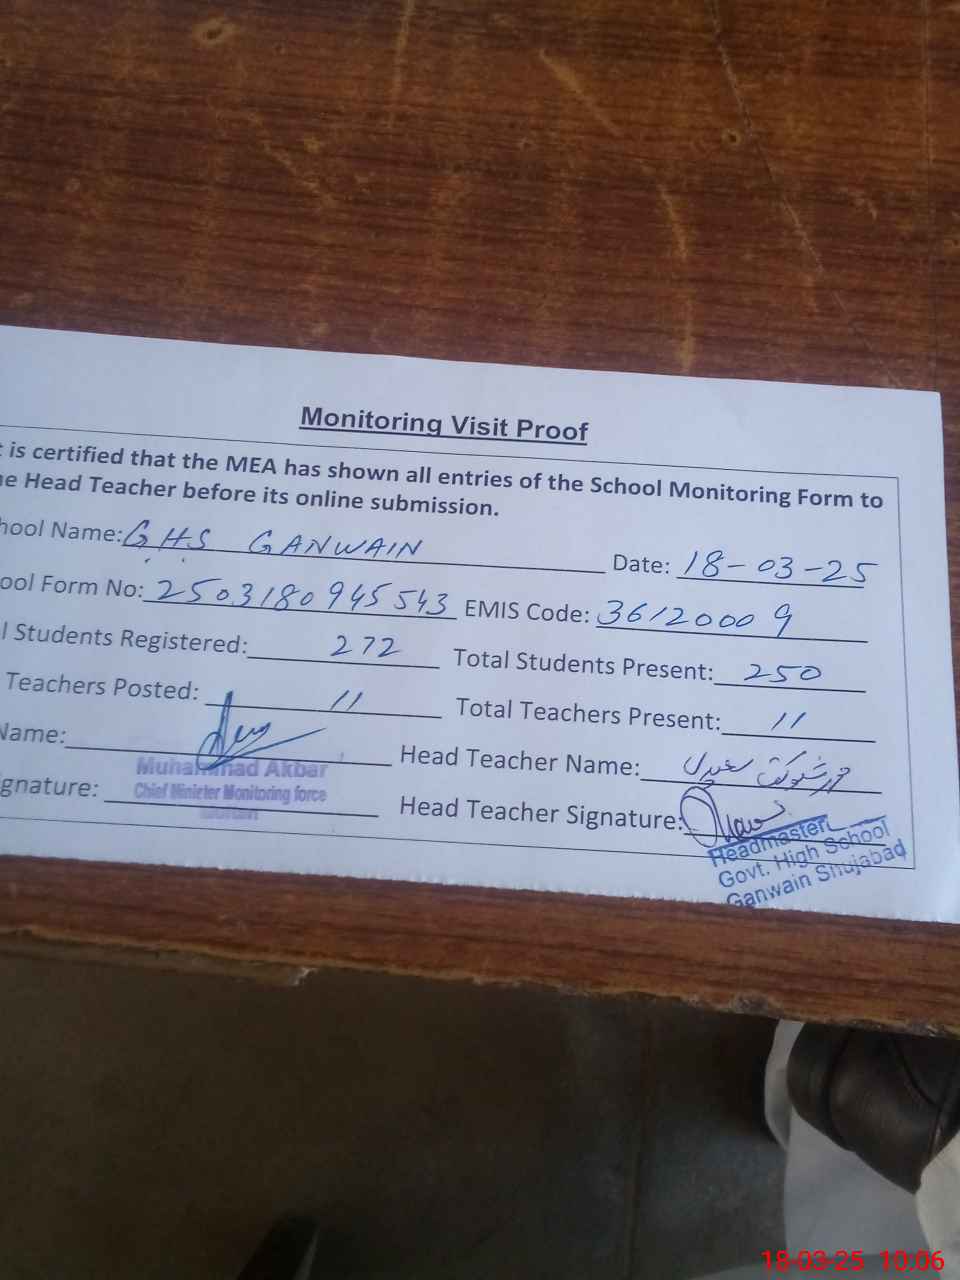 Monitoring Visit Proof
t is certified that the MEA has shown all entries of the School Monitoring Form to
he Head Teacher before its online submission.
hool Name: GHS GANWAIN Date: 18-03-25
ool Form No: 2503180945543 EMIS Code: 36120009
l Students Registered: 272 Total Students Present: 250
Teachers Posted: 11 Total Teachers Present: 11
Name: Head Teacher Name:
Muhammad Akbar
Chief Minister Monitoring force
gnature: Head Teacher Signature:
Headmaster
Govt. High School
Ganwain Shujabad
18-03-25 10:06